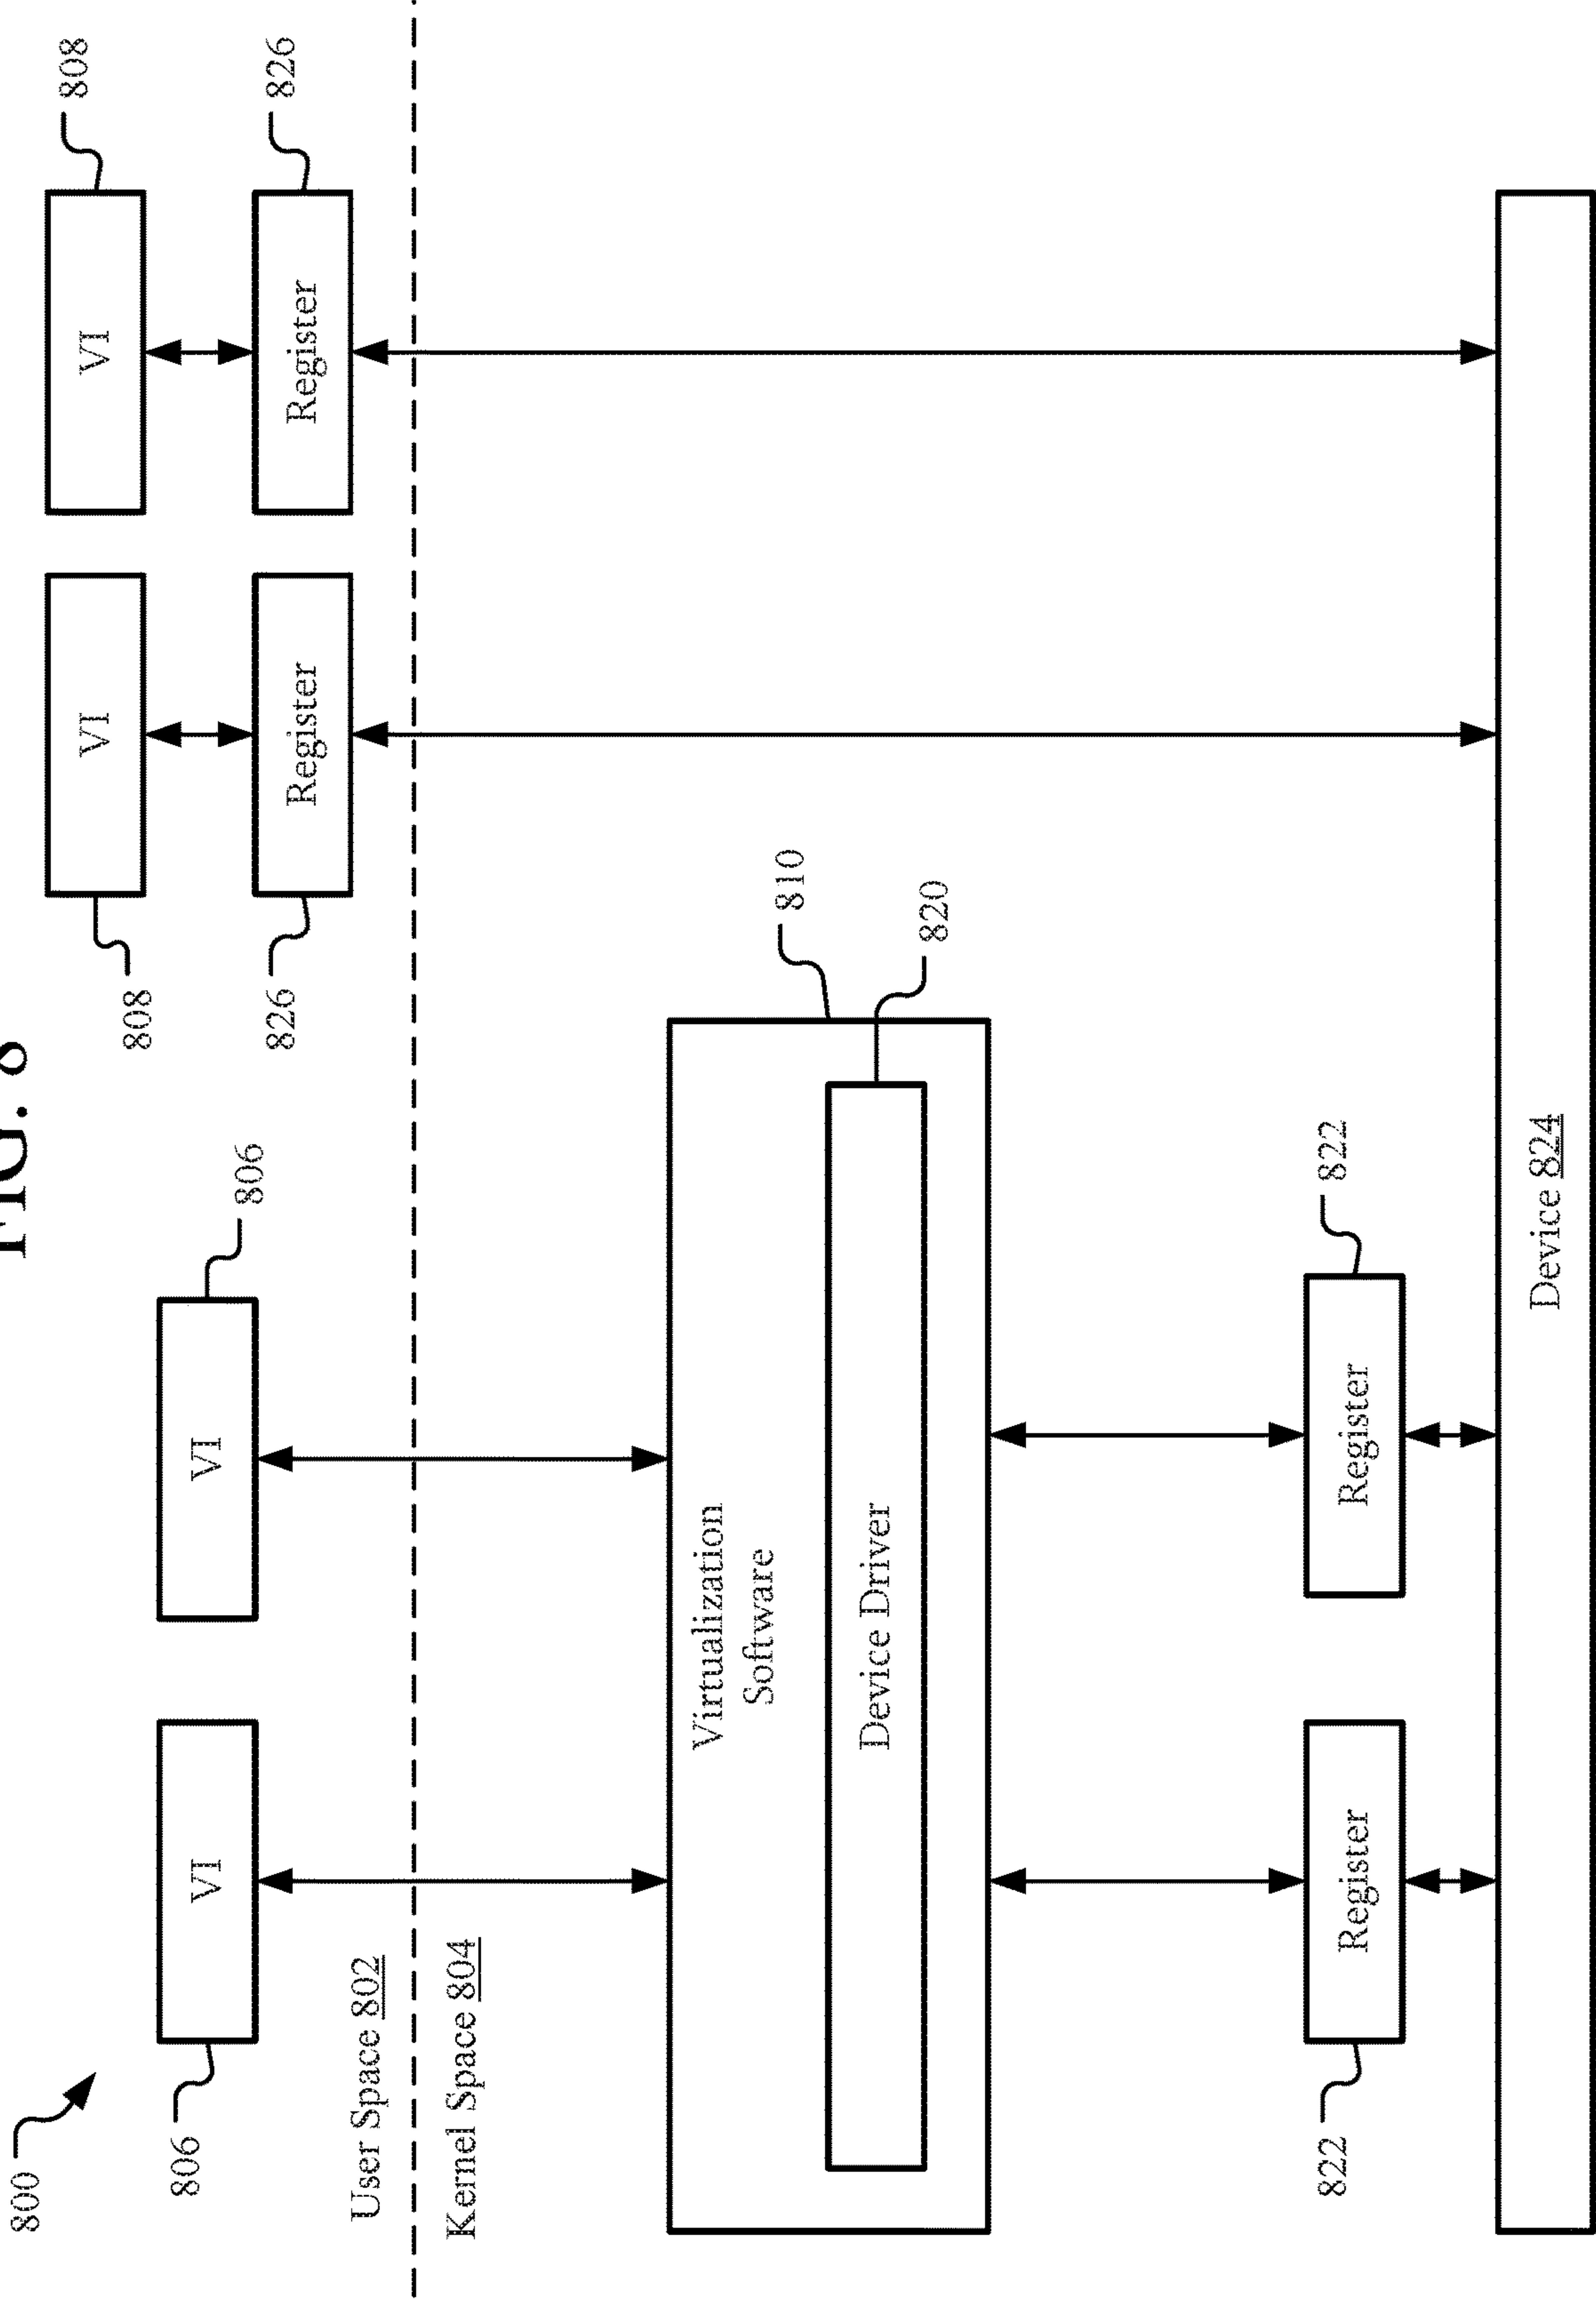 FIG. 8
800
808
VI
VI
808
806
VI
VI
806
826
Register
Register
826
User Space 802
Kernel Space 804
810
Virtualization
Software
820
Device Driver
822
Register
Register
822
Device 824